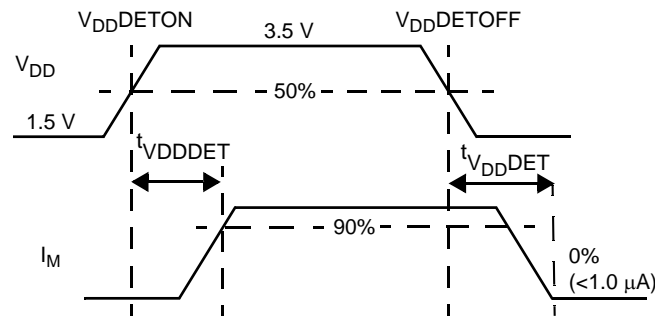 VDDDETON
VDDDETOFF
3.5 V
VDD
50%
1.5 V
tVDDDET
tVDDDET
90%
IM
0%
(<1.0 μA)